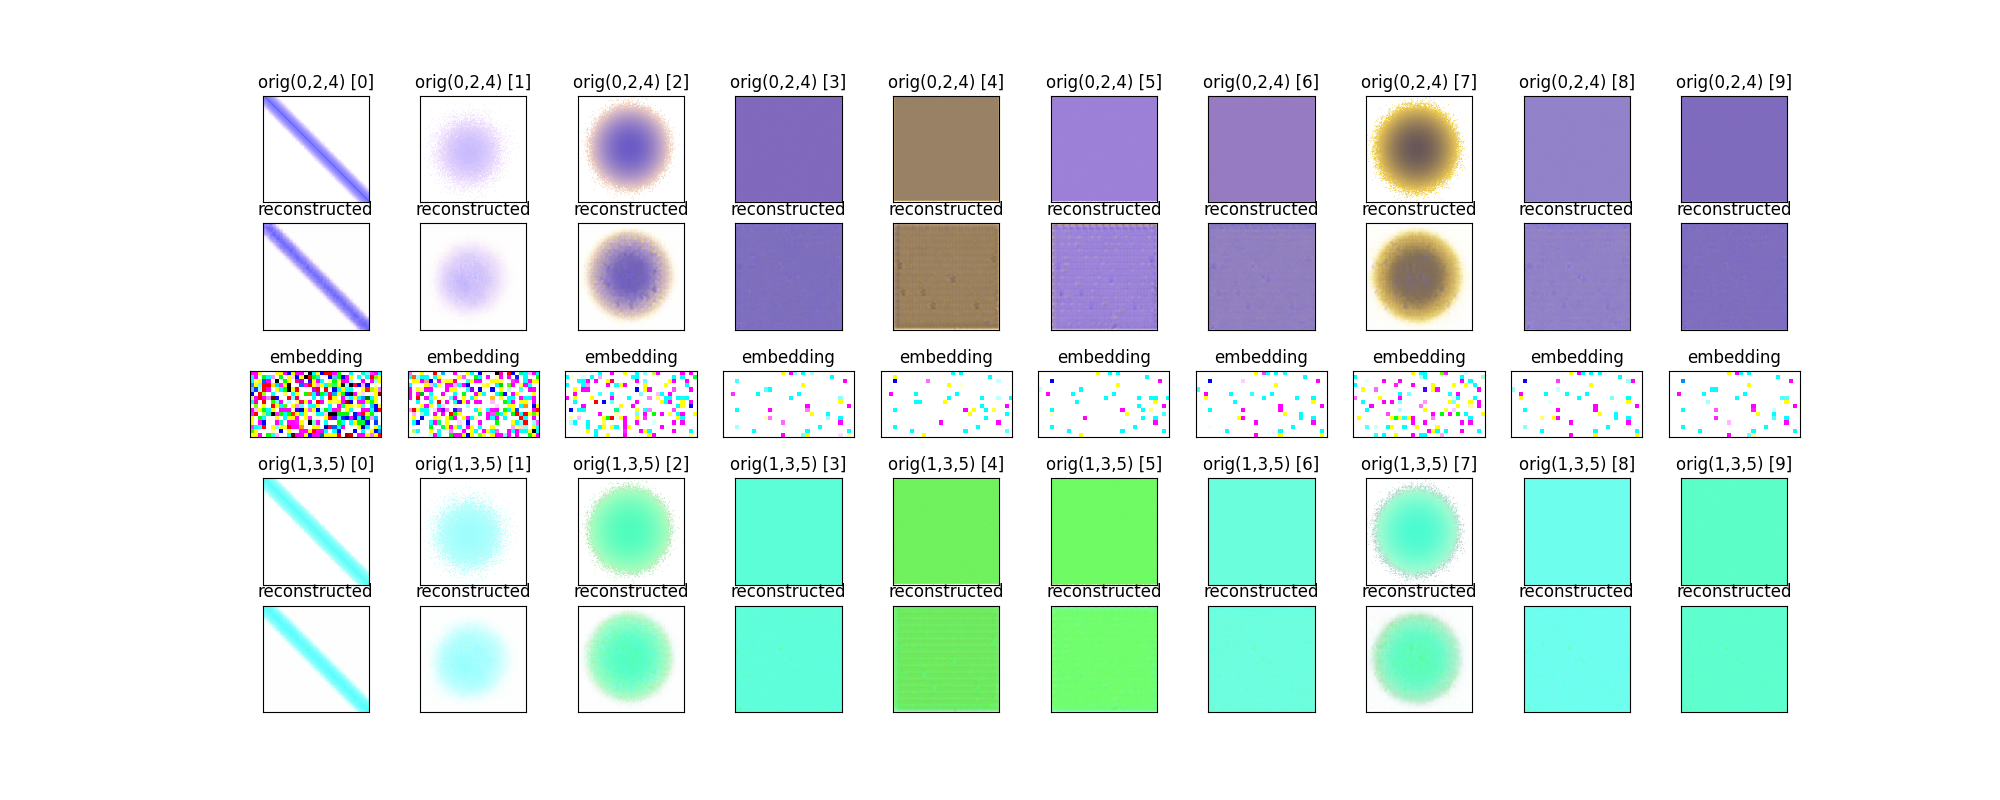 orig(0,2,4) [0] orig(0,2,4) [1] orig(0,2,4) [2] orig(0,2,4) [3] orig(0,2,4) [4] orig(0,2,4) [5] orig(0,2,4) [6] orig(0,2,4) [7] orig(0,2,4) [8] orig(0,2,4) [9]
reconstructed reconstructed reconstructed reconstructed reconstructed reconstructed reconstructed reconstructed reconstructed reconstructed
embedding embedding embedding embedding embedding embedding embedding embedding embedding embedding
orig(1,3,5) [0] orig(1,3,5) [1] orig(1,3,5) [2] orig(1,3,5) [3] orig(1,3,5) [4] orig(1,3,5) [5] orig(1,3,5) [6] orig(1,3,5) [7] orig(1,3,5) [8] orig(1,3,5) [9]
reconstructed reconstructed reconstructed reconstructed reconstructed reconstructed reconstructed reconstructed reconstructed reconstructed